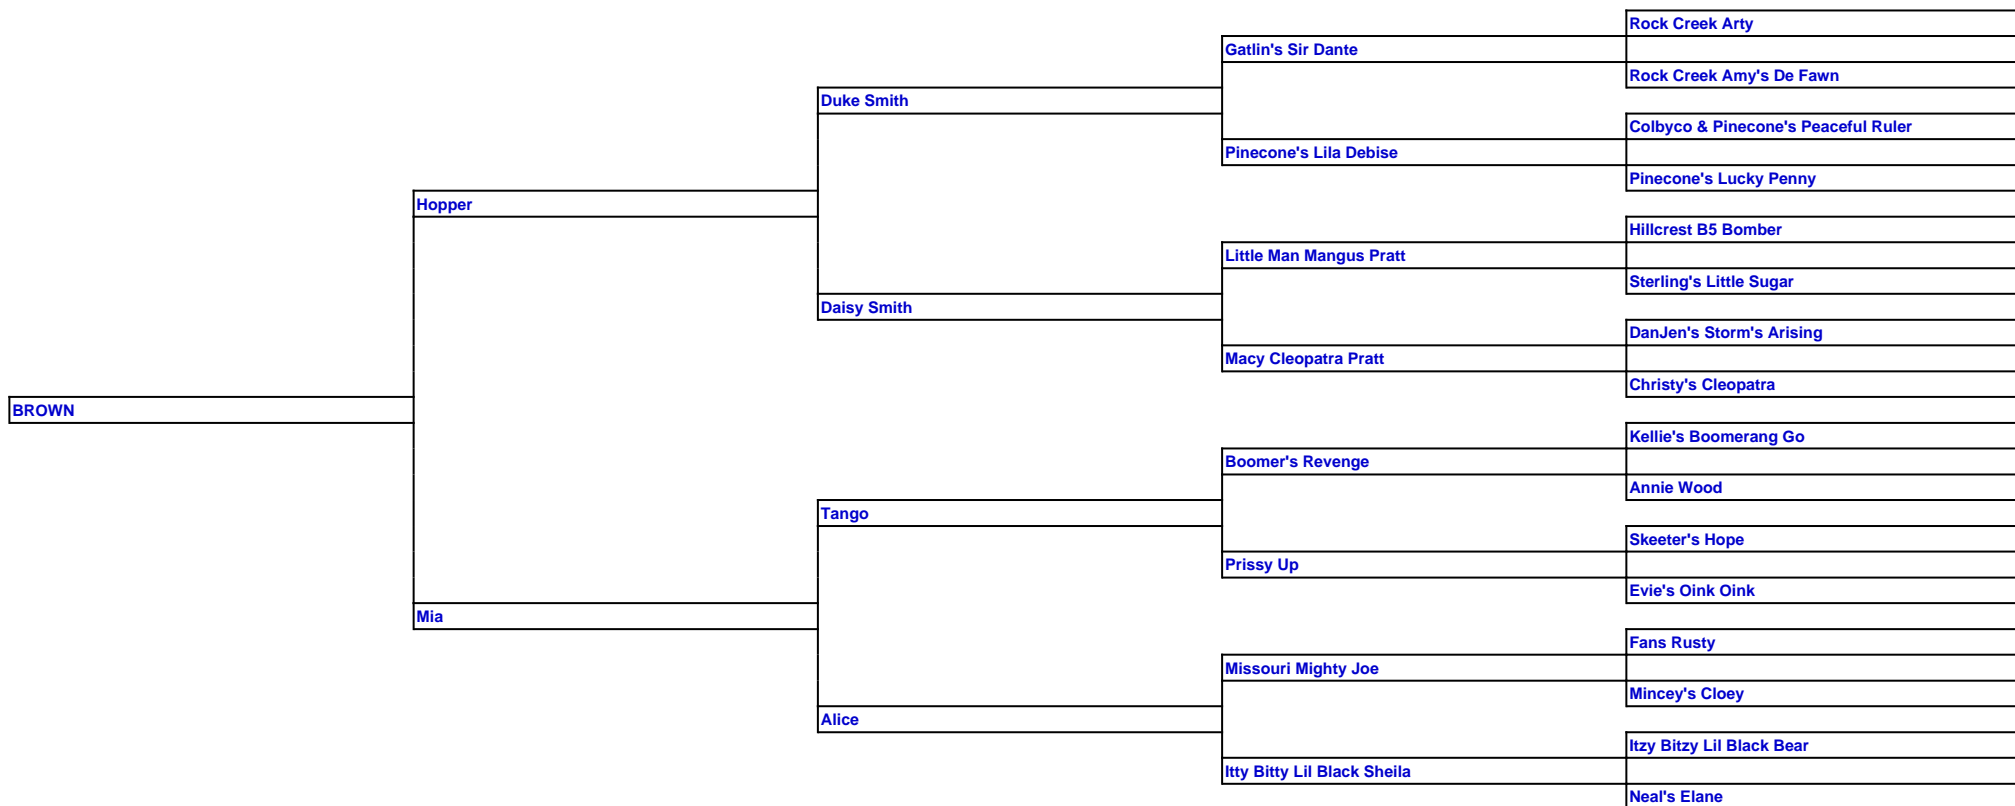 Rock Creek Arty
Gatlin's Sir Dante
Rock Creek Amy's De Fawn
Duke Smith
Colbyco & Pinecone's Peaceful Ruler
Pinecone's Lila Debise
Pinecone's Lucky Penny
Hopper
Hillcrest B5 Bomber
Little Man Mangus Pratt
Sterling's Little Sugar
Daisy Smith
DanJen's Storm's Arising
Macy Cleopatra Pratt
Christy's Cleopatra
BROWN
Kellie's Boomerang Go
Boomer's Revenge
Annie Wood
Tango
Skeeter's Hope
Prissy Up
Evie's Oink Oink
Mia
Fans Rusty
Missouri Mighty Joe
Mincey's Cloey
Alice
Itzy Bitzy Lil Black Bear
Itty Bitty Lil Black Sheila
Neal's Elane